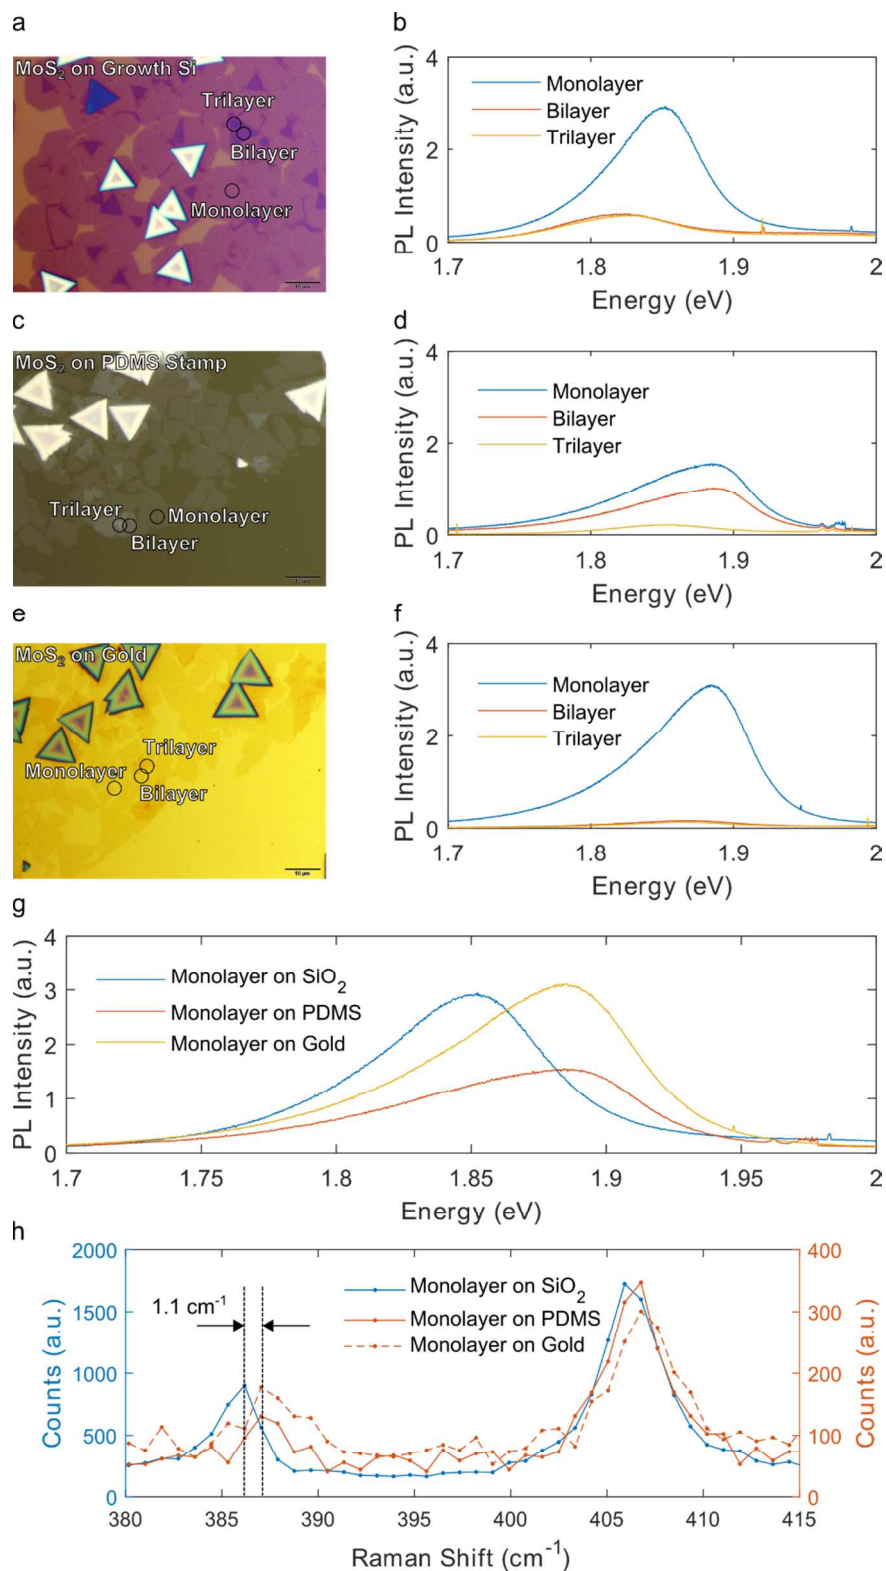 a
MoS2 on Growth Si
Trilayer
Bilayer
Monolayer
10 µm
b
PL Intensity (a.u.)
4
2
0
Monolayer
Bilayer
Trilayer
1.7 1.8 1.9 2
Energy (eV)
c
MoS2 on PDMS Stamp
Trilayer
Monolayer
Bilayer
10 µm
d
PL Intensity (a.u.)
4
2
0
Monolayer
Bilayer
Trilayer
1.7 1.8 1.9 2
Energy (eV)
e
MoS2 on Gold
Trilayer
Monolayer
Bilayer
10 µm
f
PL Intensity (a.u.)
4
2
0
Monolayer
Bilayer
Trilayer
1.7 1.8 1.9 2
Energy (eV)
g
PL Intensity (a.u.)
4
3
2
1
0
Monolayer on SiO2
Monolayer on PDMS
Monolayer on Gold
1.7 1.75 1.8 1.85 1.9 1.95 2
Energy (eV)
h
Counts (a.u.)
2000
1500
1000
500
0
1.1 cm-1
Monolayer on SiO2
Monolayer on PDMS
Monolayer on Gold
400
300
200
100
0
Counts (a.u.)
380 385 390 395 400 405 410 415
Raman Shift (cm-1)